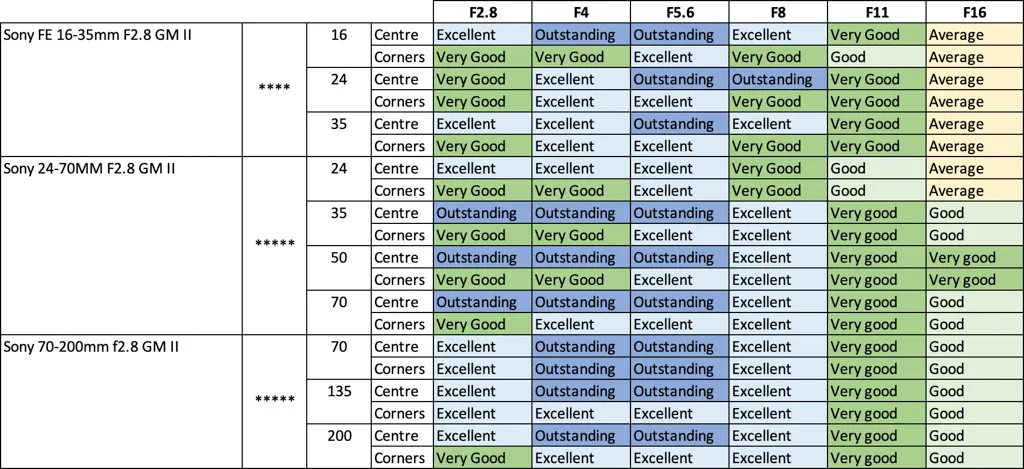 F2.8 F4 F5.6 F8 F11 F16
Sony FE 16-35mm F2.8 GM II 16 Centre Excellent Outstanding Outstanding Excellent Very Good Average
Corners Very Good Very Good Excellent Very Good Good Average
**** 24 Centre Very Good Excellent Outstanding Outstanding Very Good Average
Corners Very Good Excellent Excellent Very Good Very Good Average
35 Centre Excellent Excellent Outstanding Excellent Very Good Average
Corners Very Good Excellent Excellent Very Good Very Good Average
Sony 24-70MM F2.8 GM II 24 Centre Excellent Excellent Excellent Very Good Good Average
Corners Very Good Very Good Excellent Very Good Good Average
35 Centre Outstanding Outstanding Outstanding Excellent Very good Good
***** Corners Very Good Very Good Excellent Excellent Very good Good
50 Centre Outstanding Outstanding Outstanding Excellent Very good Very good
Corners Very Good Very Good Excellent Excellent Very good Very good
70 Centre Outstanding Outstanding Outstanding Excellent Very good Good
Corners Very Good Excellent Excellent Excellent Very good Good
Sony 70-200mm f2.8 GM II 70 Centre Excellent Outstanding Outstanding Excellent Very good Good
Corners Excellent Outstanding Outstanding Excellent Very good Good
***** 135 Centre Excellent Outstanding Outstanding Excellent Very good Good
Corners Excellent Excellent Excellent Excellent Very good Good
200 Centre Excellent Outstanding Outstanding Excellent Very good Good
Corners Very Good Excellent Excellent Excellent Very good Good